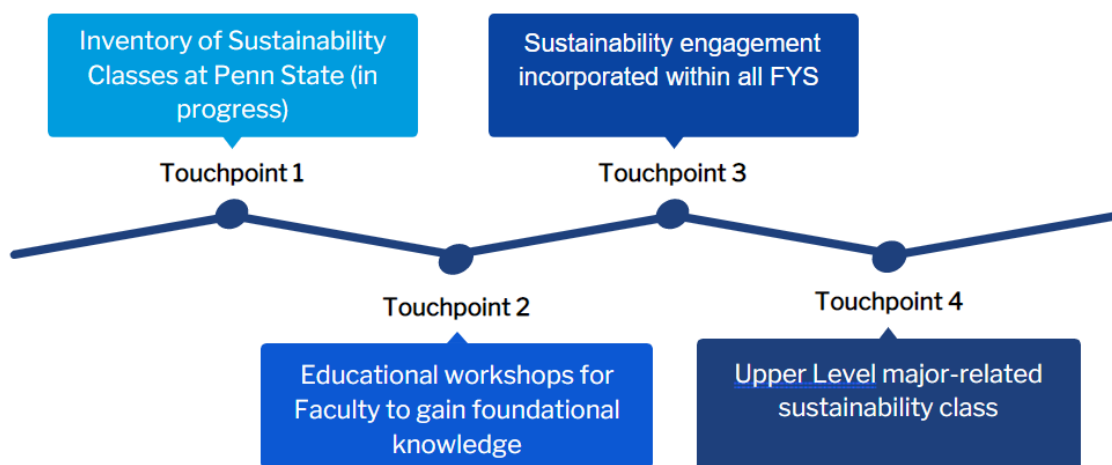 Inventory of Sustainability
Classes at Penn State (in
progress)
Touchpoint 1
Educational workshops for
Faculty to gain foundational
knowledge
Touchpoint 2
Sustainability engagement
incorporated within all FYS
Touchpoint 3
Upper Level major-related
sustainability class
Touchpoint 4